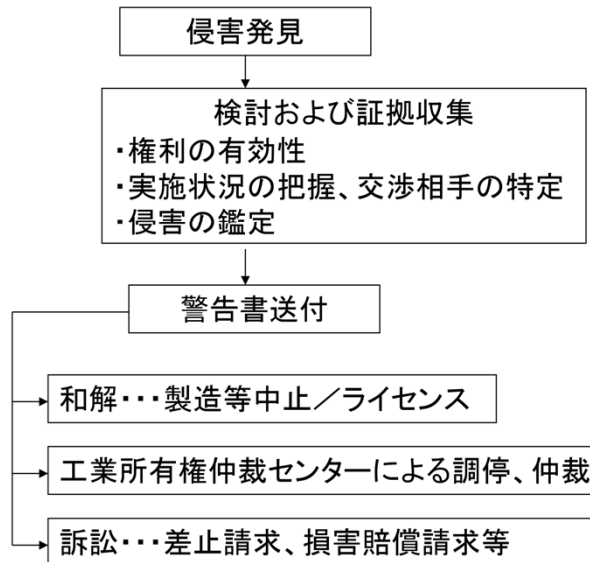 侵害発見
検討および証拠収集
・権利の有効性
・実施状況の把握、交渉相手の特定
・侵害の鑑定
警告書送付
和解・・・製造等中止／ライセンス
工業所有権仲裁センターによる調停、仲裁
訴訟・・・差止請求、損害賠償請求等